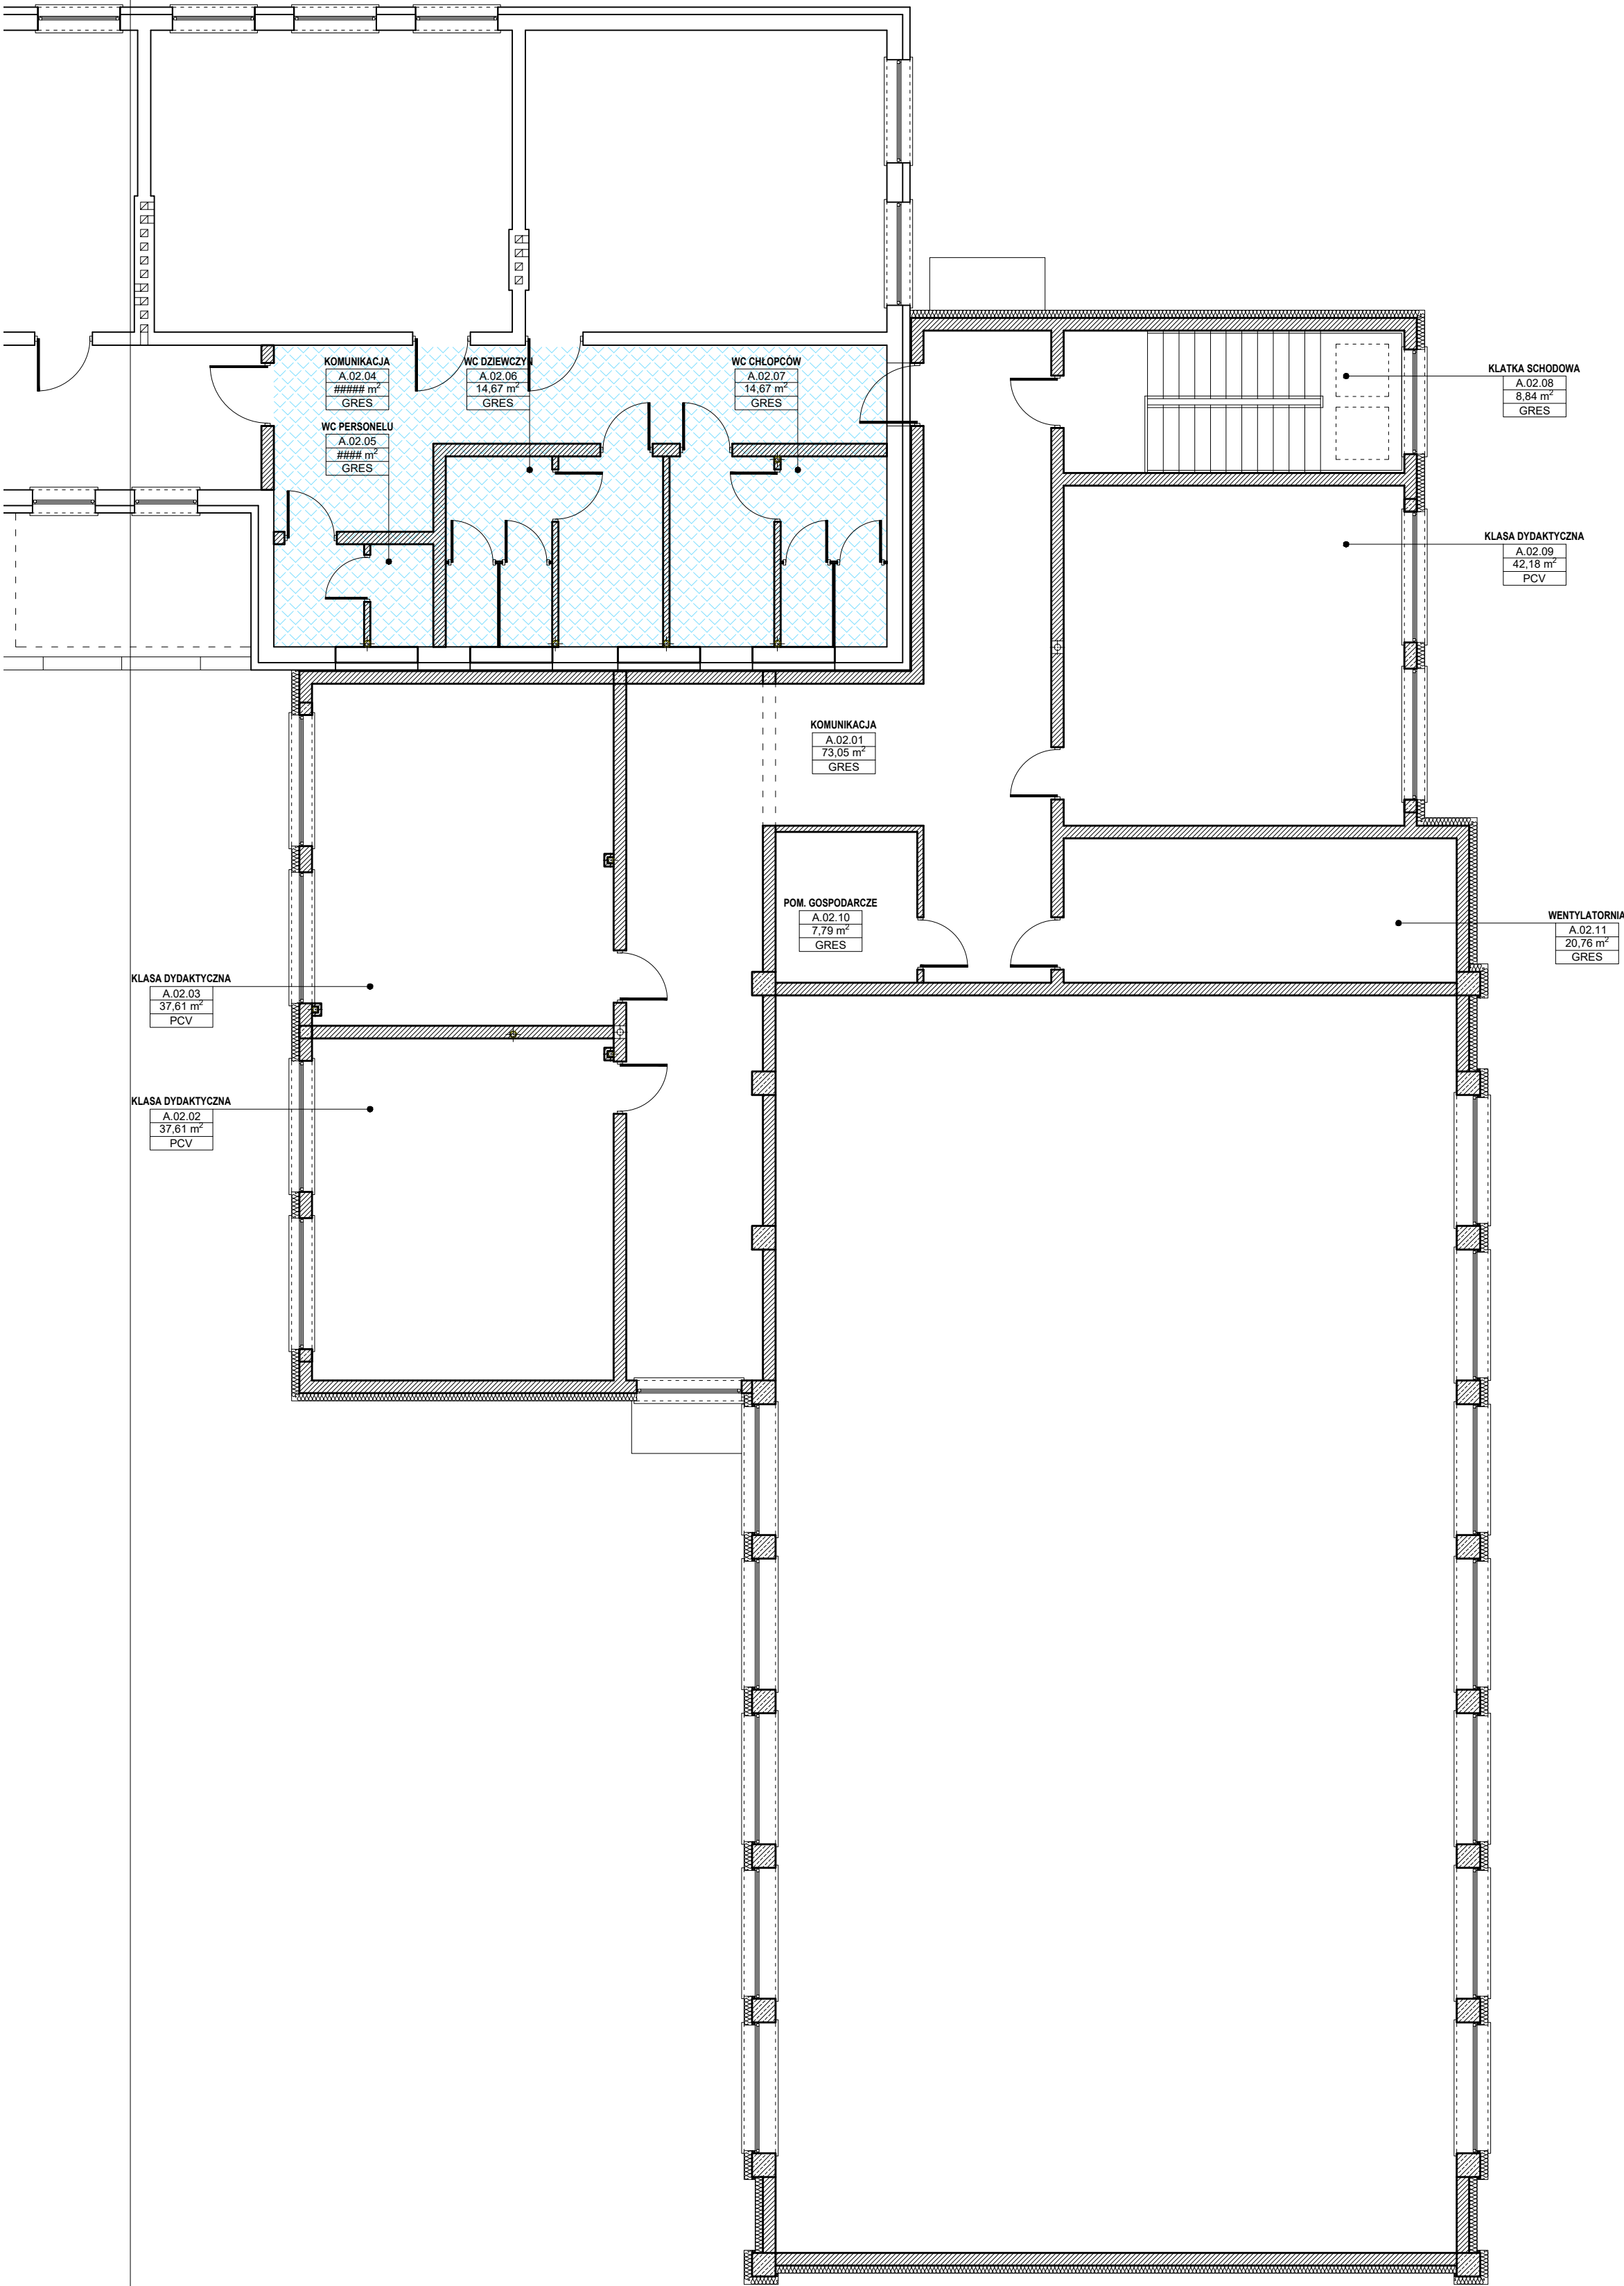 KOMUNIKACJA
A.02.04
##### m²
GRES
WC DZIEWCZYN
A.02.06
14,67 m²
GRES
WC CHŁOPCÓW
A.02.07
14,67 m²
GRES
KLATKA SCHODOWA
A.02.08
8,84 m²
GRES
WC PERSONELU
A.02.05
#### m²
GRES
KLASA DYDAKTYCZNA
A.02.09
42,18 m²
PCV
KOMUNIKACJA
A.02.01
73,05 m²
GRES
POM. GOSPODARCZE
A.02.10
7,79 m²
GRES
WENTYLATORNIA
A.02.11
20,76 m²
GRES
KLASA DYDAKTYCZNA
A.02.03
37,61 m²
PCV
KLASA DYDAKTYCZNA
A.02.02
37,61 m²
PCV